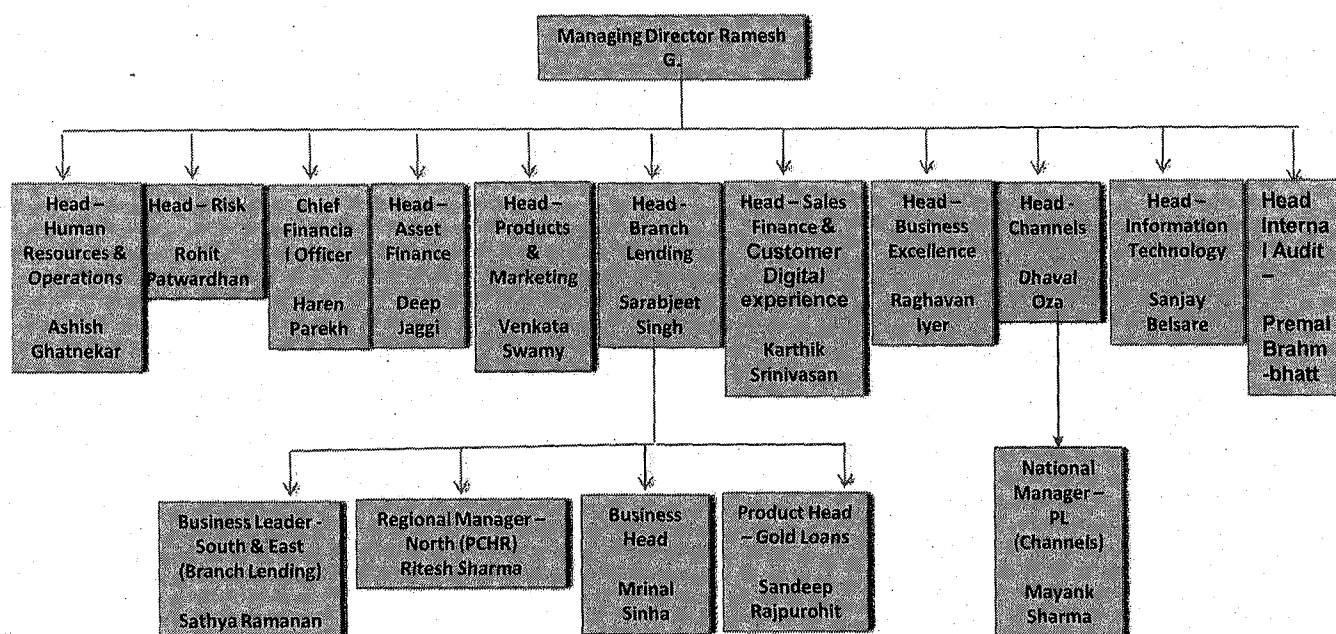 Managing Director Ramesh
G.
Head –
Human
Resources &
Operations
Ashish
Ghatnekar
Head – Risk
Rohit
Patwardhan
Chief
Financia
l Officer
Haren
Parekh
Head –
Asset
Finance
Deep
Jaggi
Head –
Products
&
Marketing
Venkata
Swamy
Head -
Branch
Lending
Sarabjeet
Singh
Head – Sales
Finance &
Customer
Digital
experience
Karthik
Srinivasan
Head –
Business
Excellence
Raghavan
Iyer
Head -
Channels
Dhaval
Oza
Head –
Information
Technology
Sanjay
Belsare
Head
Interna
l Audit
–
Premal
Brahm
-bhatt
Business Leader -
South & East
(Branch Lending)
Sathya Ramanan
Regional Manager –
North (PCHR)
Ritesh Sharma
Business
Head
Mrinal
Sinha
Product Head
– Gold Loans
Sandeep
Rajpurohit
National
Manager –
PL
(Channels)
Mayank
Sharma